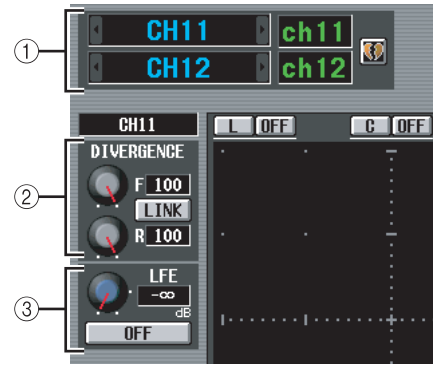 ① CH11 ch11
CH12 ch12
CH11 L OFF C OFF
DIVERGENCE
② F 100
LINK
R 100
③ LFE
-∞
dB
OFF